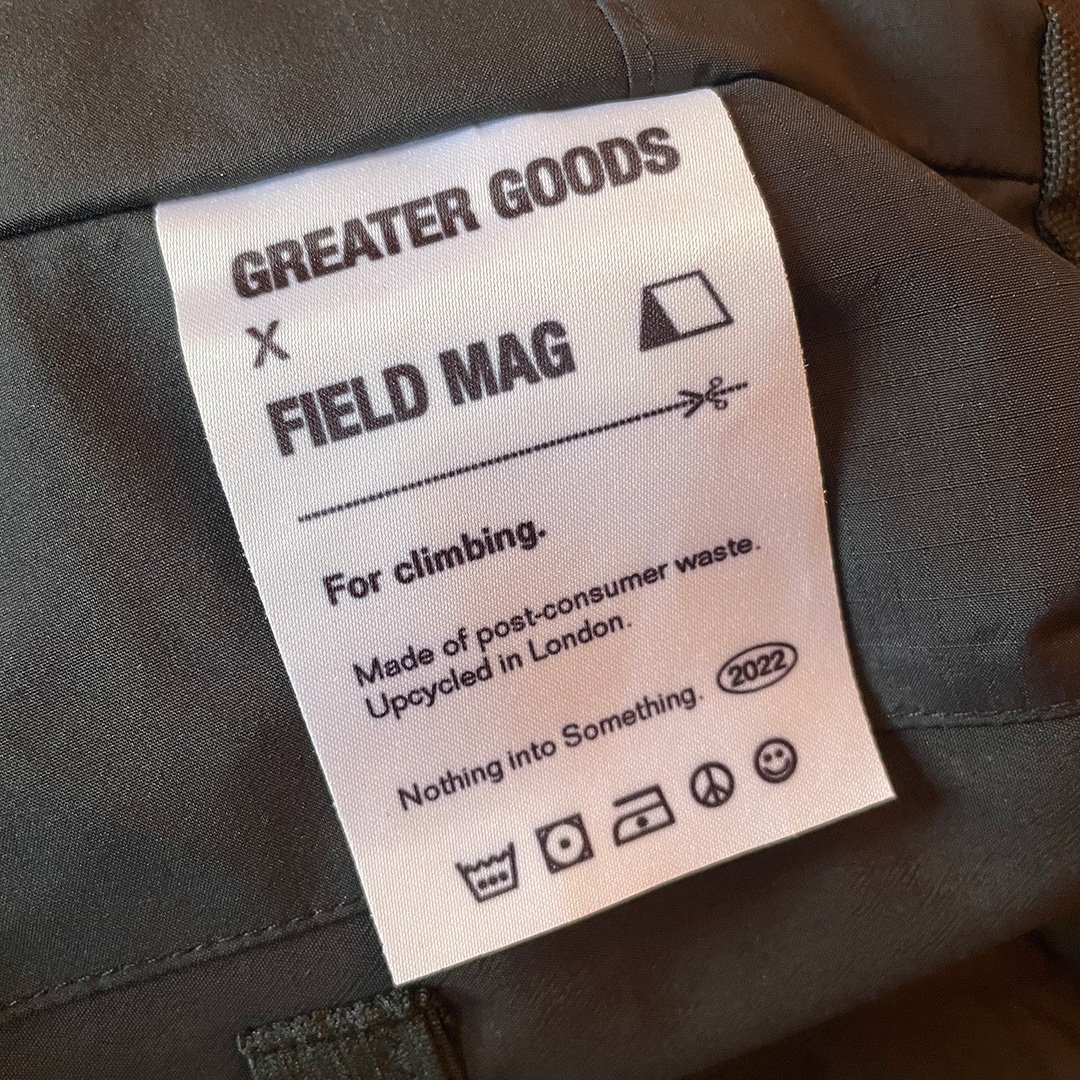 GREATER GOODS
X
FIELD MAG
For climbing.
Made of post-consumer waste.
Upcycled in London.
Nothing into Something. 2022